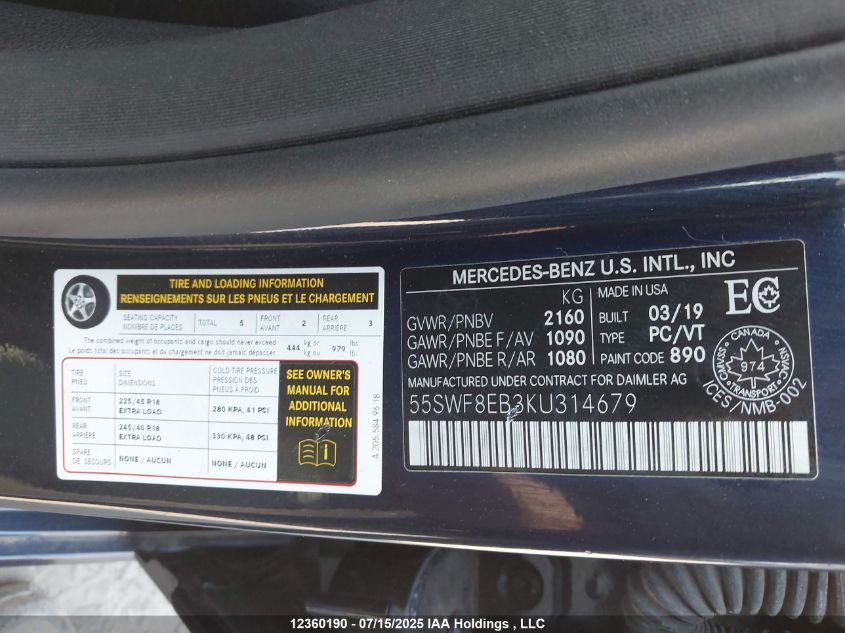 TIRE AND LOADING INFORMATION
RENSEIGNEMENTS SUR LES PNEUS ET LE CHARGEMENT
SEATING CAPACITY
NOMBRE DE PLACES
TOTAL 5
FRONT
AVANT
2
REAR
ARRIÈRE
3
The combined weight of occupants and cargo should never exceed 444 kg or 979 lbs.
Le poids total des occupants et du chargement ne doit jamais dépasser kg ou lb.
TIRE
PNEU
SIZE
DIMENSIONS
COLD TIRE PRESSURE
PRESSION DES
PNEUS À FROID
FRONT
AVANT
225/45 R18
EXTRA LOAD
280 KPA, 41 PSI
REAR
ARRIÈRE
245/40 R18
EXTRA LOAD
330 KPA, 48 PSI
SPARE
DE SECOURS
NONE / AUCUN
NONE / AUCUN
SEE OWNER'S
MANUAL FOR
ADDITIONAL
INFORMATION
A 205 584 96 18
MERCEDES-BENZ U.S. INTL., INC
KG
GVWR/PNBV 2160
GAWR/PNBE F/AV 1090
GAWR/PNBE R/AR 1080
MADE IN USA
BUILT 03/19
TYPE PC/VT
PAINT CODE 890
EC
MANUFACTURED UNDER CONTRACT FOR DAIMLER AG
55SWF8EB3KU314679
CANADA
974
TRANSPORT
NSVAC
CMVSS
ICES/NMB-002
12360190 - 07/15/2025 IAA Holdings , LLC